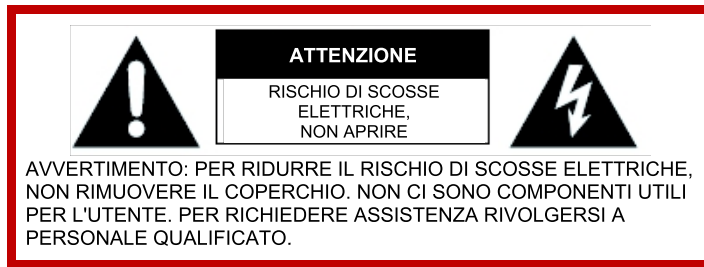 ATTENZIONE
RISCHIO DI SCOSSE
ELETTRICHE,
NON APRIRE
AVVERTIMENTO: PER RIDURRE IL RISCHIO DI SCOSSE ELETTRICHE,
NON RIMUOVERE IL COPERCHIO. NON CI SONO COMPONENTI UTILI
PER L'UTENTE. PER RICHIEDERE ASSISTENZA RIVOLGERSI A
PERSONALE QUALIFICATO.